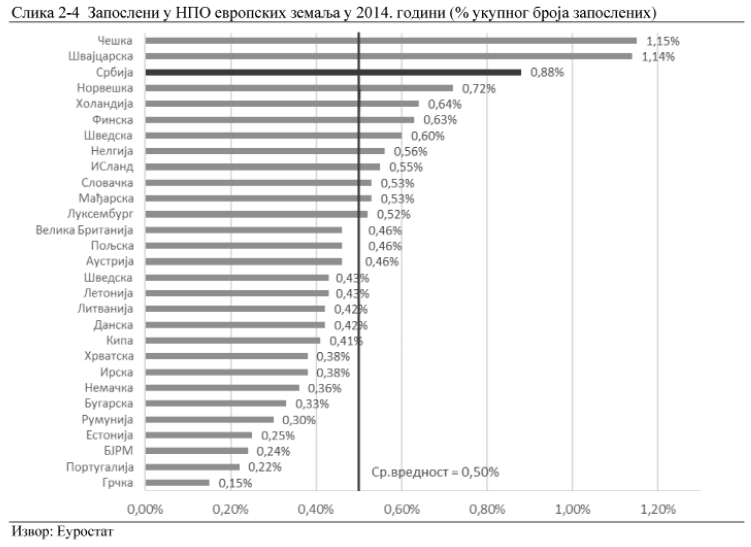 Слика 2-4 Запослени у НПО европских земаља у 2014. години (% укупног броја запослених)
Чешка 1,15%
Швајцарска 1,14%
Србија 0,88%
Норвешка 0,72%
Холандија 0,64%
Финска 0,63%
Шведска 0,60%
Нелгија 0,56%
ИСланд 0,55%
Словачка 0,53%
Мађарска 0,53%
Луксембург 0,52%
Велика Британија 0,46%
Пољска 0,46%
Аустрија 0,46%
Шведска 0,43%
Летонија 0,43%
Литванија 0,42%
Данска 0,42%
Кипа 0,41%
Хрватска 0,38%
Ирска 0,38%
Немачка 0,36%
Бугарска 0,33%
Румунија 0,30%
Естонија 0,25%
БЈРМ 0,24%
Португалија 0,22%
Ср.вредност = 0,50%
Грчка 0,15%
0,00% 0,20% 0,40% 0,60% 0,80% 1,00% 1,20%
Извор: Еуростат